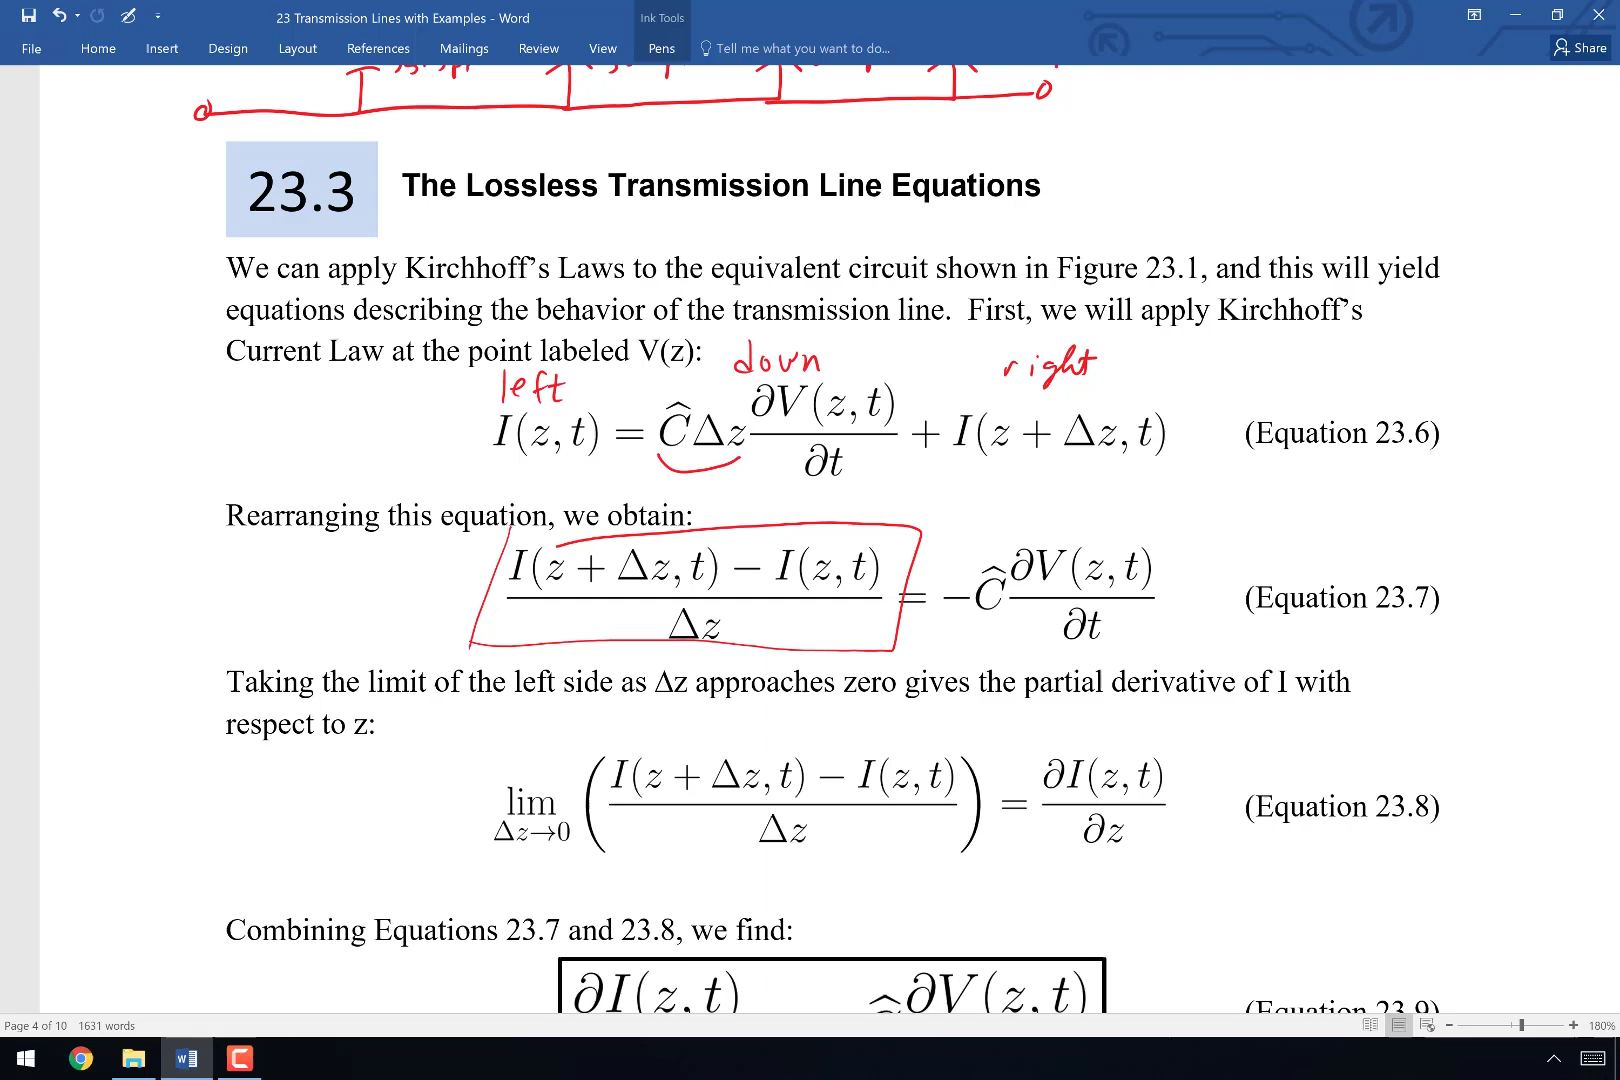 23 Transmission Lines with Examples - Word
Ink Tools
File Home Insert Design Layout References Mailings Review View Pens Tell me what you want to do... Share
23.3 The Lossless Transmission Line Equations
We can apply Kirchhoff's Laws to the equivalent circuit shown in Figure 23.1, and this will yield
equations describing the behavior of the transmission line. First, we will apply Kirchhoff's
Current Law at the point labeled V(z):
left down right
I(z, t) = ĈΔz ∂V(z, t)/∂t + I(z + Δz, t) (Equation 23.6)
Rearranging this equation, we obtain:
I(z + Δz, t) − I(z, t)/Δz = −Ĉ ∂V(z, t)/∂t (Equation 23.7)
Taking the limit of the left side as Δz approaches zero gives the partial derivative of I with
respect to z:
lim Δz→0 (I(z + Δz, t) − I(z, t)/Δz) = ∂I(z, t)/∂z (Equation 23.8)
Combining Equations 23.7 and 23.8, we find:
∂I(z, t) ∂V(z, t) (Equation 23.9)
Page 4 of 10 1631 words 180%